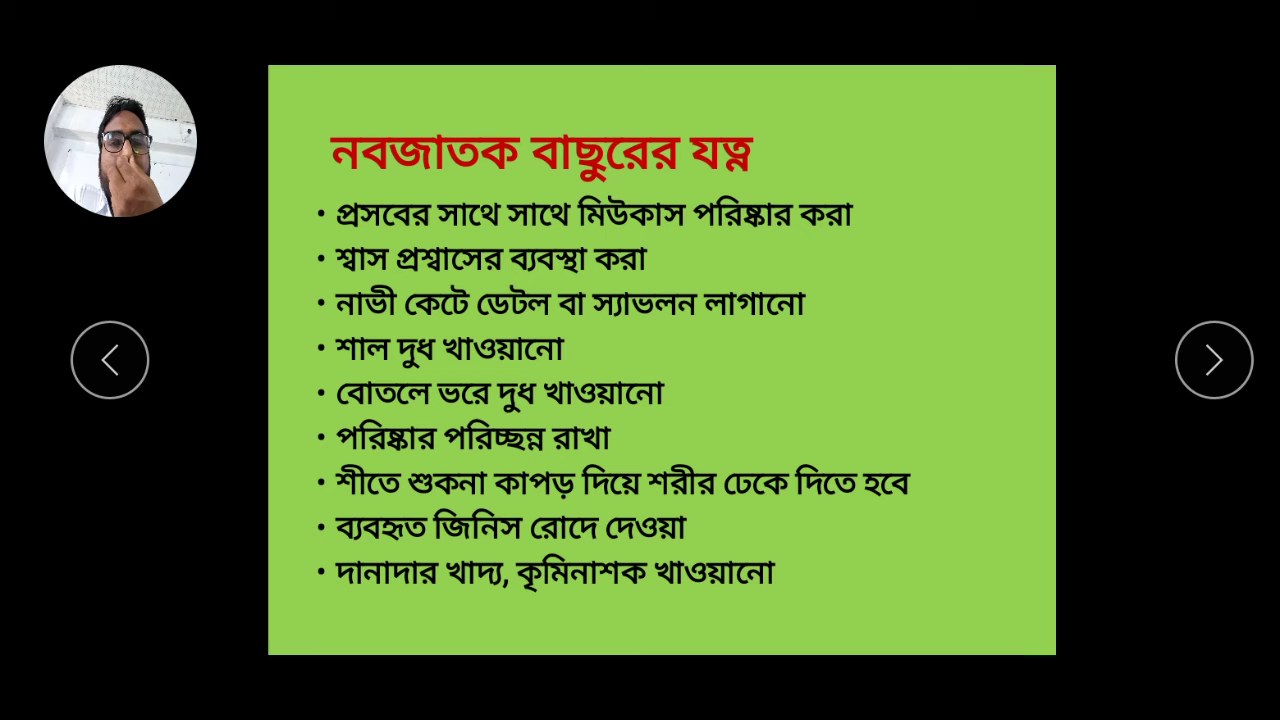 নবজাতক বাছুরের যত্ন
• প্রসবের সাথে সাথে মিউকাস পরিষ্কার করা
• শ্বাস প্রশ্বাসের ব্যবস্থা করা
• নাভী কেটে ডেটল বা স্যাভলন লাগানো
• শাল দুধ খাওয়ানো
• বোতলে ভরে দুধ খাওয়ানো
• পরিষ্কার পরিচ্ছন্ন রাখা
• শীতে শুকনা কাপড় দিয়ে শরীর ঢেকে দিতে হবে
• ব্যবহৃত জিনিস রোদে দেওয়া
• দানাদার খাদ্য, কৃমিনাশক খাওয়ানো